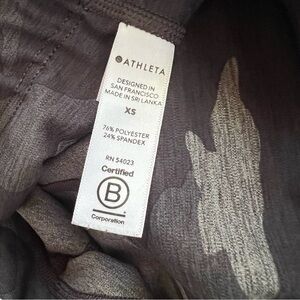 ATHLETA
DESIGNED IN
SAN FRANCISCO
MADE IN SRI LANKA
XS
76% POLYESTER
24% SPANDEX
RN 54023
Certified
B
Corporation